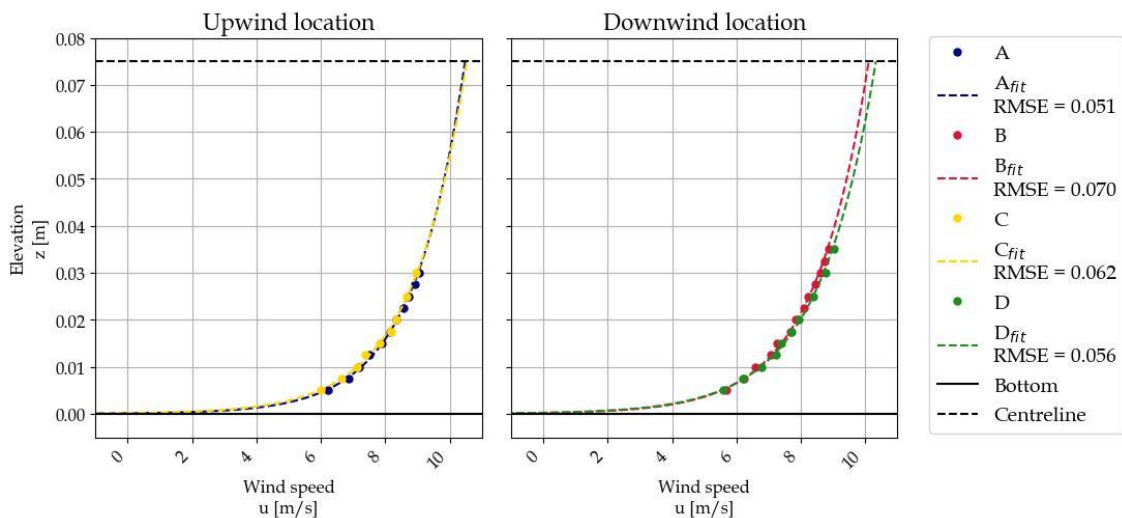 Upwind location
Downwind location
0.08
0.07
0.06
0.05
0.04
0.03
0.02
0.01
0.00
Elevation
z [m]
0 2 4 6 8 10
Wind speed
u [m/s]
0 2 4 6 8 10
Wind speed
u [m/s]
A
A_fit
RMSE = 0.051
B
B_fit
RMSE = 0.070
C
C_fit
RMSE = 0.062
D
D_fit
RMSE = 0.056
Bottom
Centreline